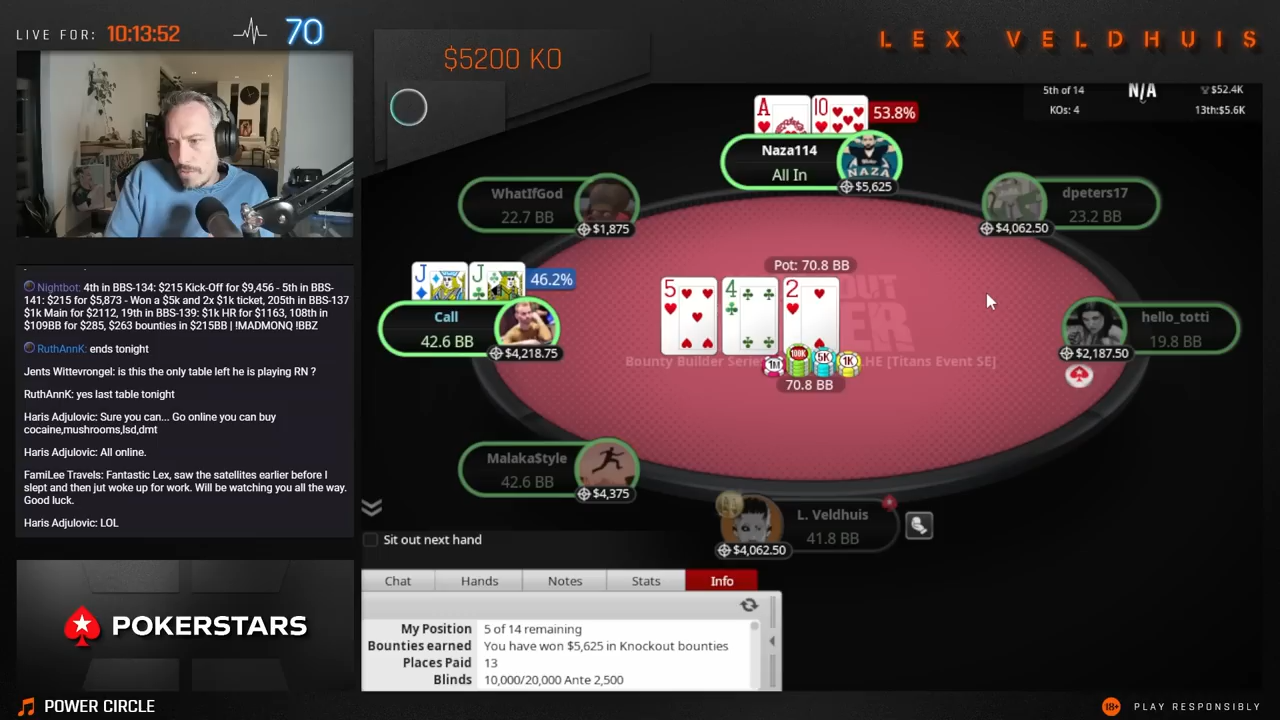 LIVE FOR: 10:13:52
70
$5200 KO
LEX VELDHUIS
5th of 14
N/A
$52.4K
KOs: 4
13th:$5.6K
A
10
53.8%
Naza114
All In
NAZA
$5,625
WhatIfGod
22.7 BB
$1,875
dpeters17
23.2 BB
$4,062.50
J
J
46.2%
Call
42.6 BB
$4,218.75
Pot: 70.8 BB
5
4
2
hello_totti
19.8 BB
$2,187.50
1M
100K
5K
1K
70.8 BB
Malaka$tyle
42.6 BB
$4,375
L. Veldhuis
41.8 BB
$4,062.50
Nightbot: 4th in BBS-134: $215 Kick-Off for $9,456 - 5th in BBS-
141: $215 for $5,873 - Won a $5k and 2x $1k ticket, 205th in BBS-137
$1k Main for $2112, 19th in BBS-139: $1k HR for $1163, 108th in
$109BB for $285, $263 bounties in $215BB | !MADMONQ !BBZ
RuthAnnK: ends tonight
Jents Witterrongel: is this the only table left he is playing RN ?
RuthAnnK: yes last table tonight
Haris Adjulovic: Sure you can... Go online you can buy
cocaine,mushrooms,lsd,dmt
Haris Adjulovic: All online.
FamiLee Travels: Fantastic Lex, saw the satellites earlier before I
slept and then jut woke up for work. Will be watching you all the way.
Good luck.
Haris Adjulovic: LOL
Sit out next hand
Chat Hands Notes Stats Info
My Position 5 of 14 remaining
Bounties earned You have won $5,625 in Knockout bounties
Places Paid 13
Blinds 10,000/20,000 Ante 2,500
POKERSTARS
POWER CIRCLE
18+ PLAY RESPONSIBLY